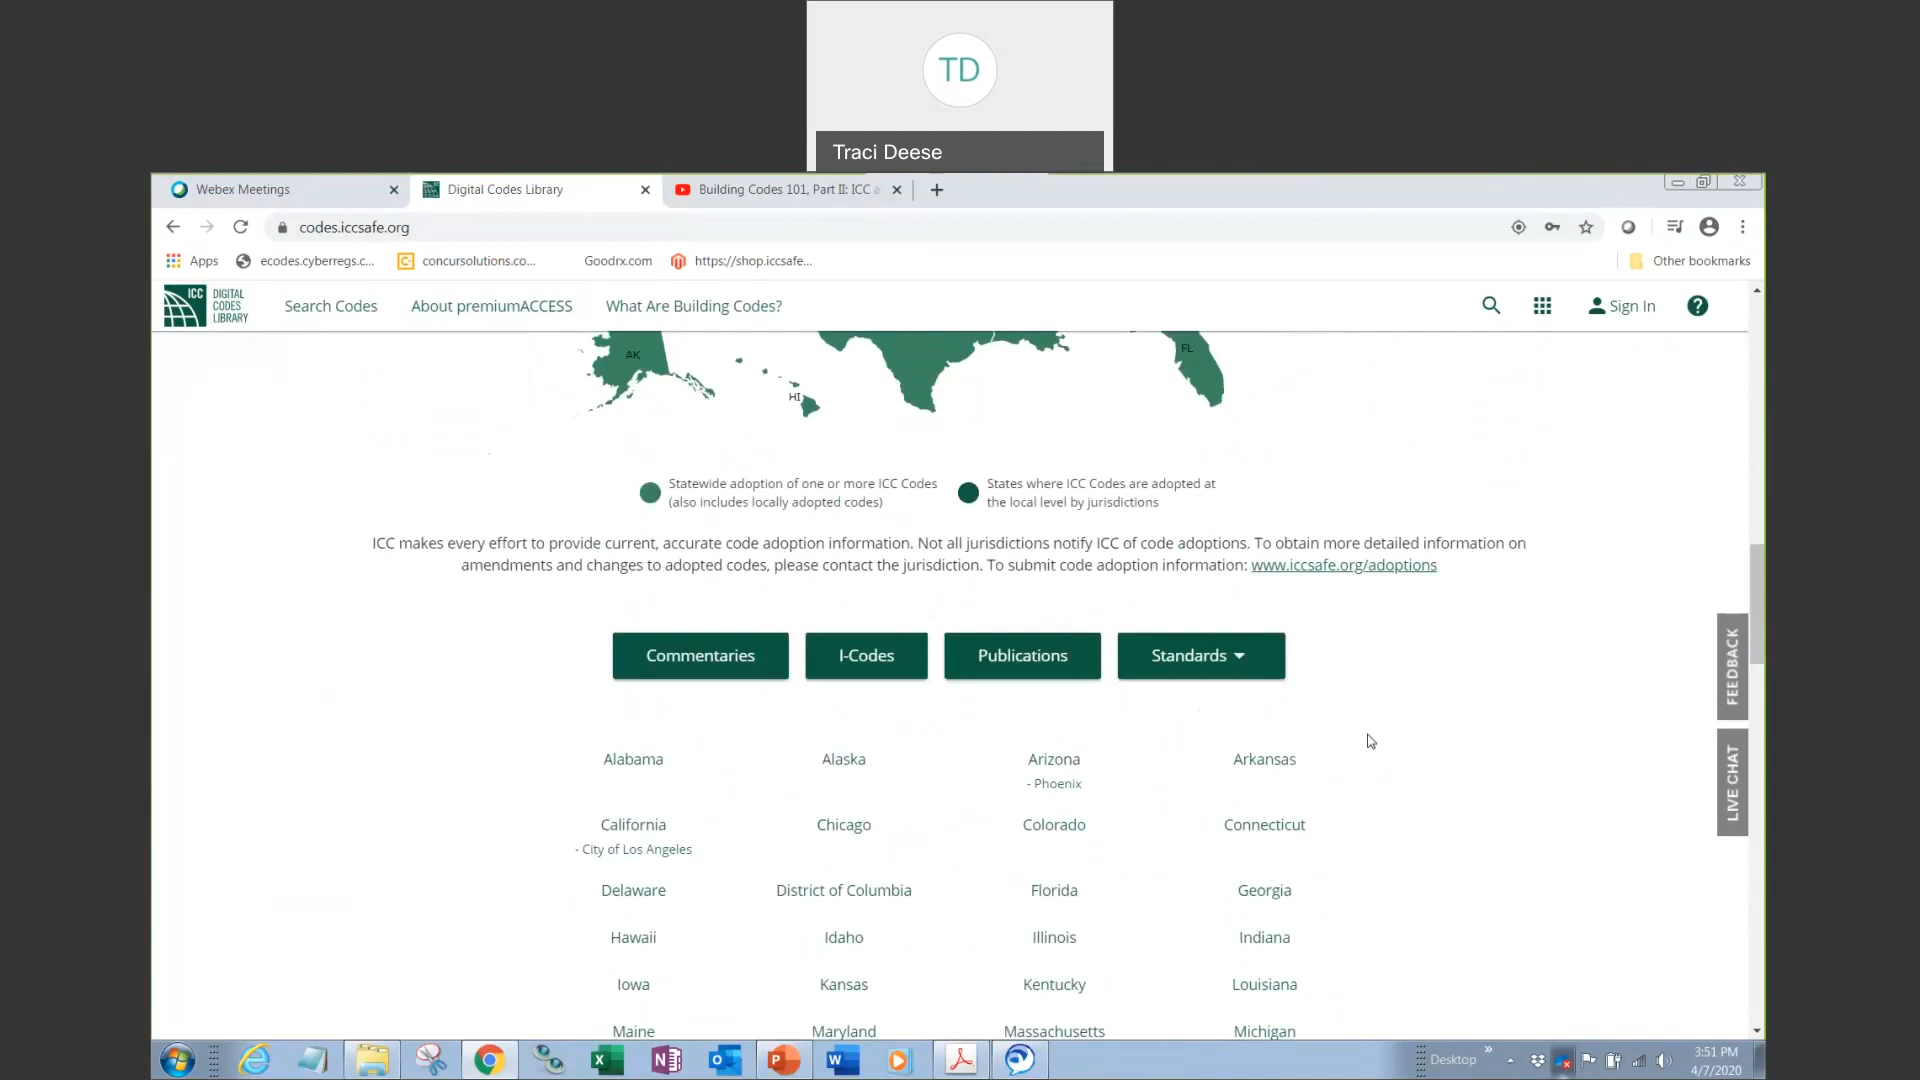 TD
Traci Deese
Webex Meetings
Digital Codes Library
Building Codes 101, Part II: ICC a
codes.iccsafe.org
Apps
ecodes.cyberregs.c...
concursolutions.co...
Goodrx.com
https://shop.iccsafe...
Other bookmarks
ICC
DIGITAL
CODES
LIBRARY
Search Codes
About premiumACCESS
What Are Building Codes?
Sign In
?
AK
HI
FL
Statewide adoption of one or more ICC Codes
(also includes locally adopted codes)
States where ICC Codes are adopted at
the local level by jurisdictions
ICC makes every effort to provide current, accurate code adoption information. Not all jurisdictions notify ICC of code adoptions. To obtain more detailed information on
amendments and changes to adopted codes, please contact the jurisdiction. To submit code adoption information: www.iccsafe.org/adoptions
Commentaries
I-Codes
Publications
Standards
FEEDBACK
LIVE CHAT
Alabama
Alaska
Arizona
Arkansas
- Phoenix
California
Chicago
Colorado
Connecticut
- City of Los Angeles
Delaware
District of Columbia
Florida
Georgia
Hawaii
Idaho
Illinois
Indiana
Iowa
Kansas
Kentucky
Louisiana
Maine
Maryland
Massachusetts
Michigan
Desktop
3:51 PM
4/7/2020